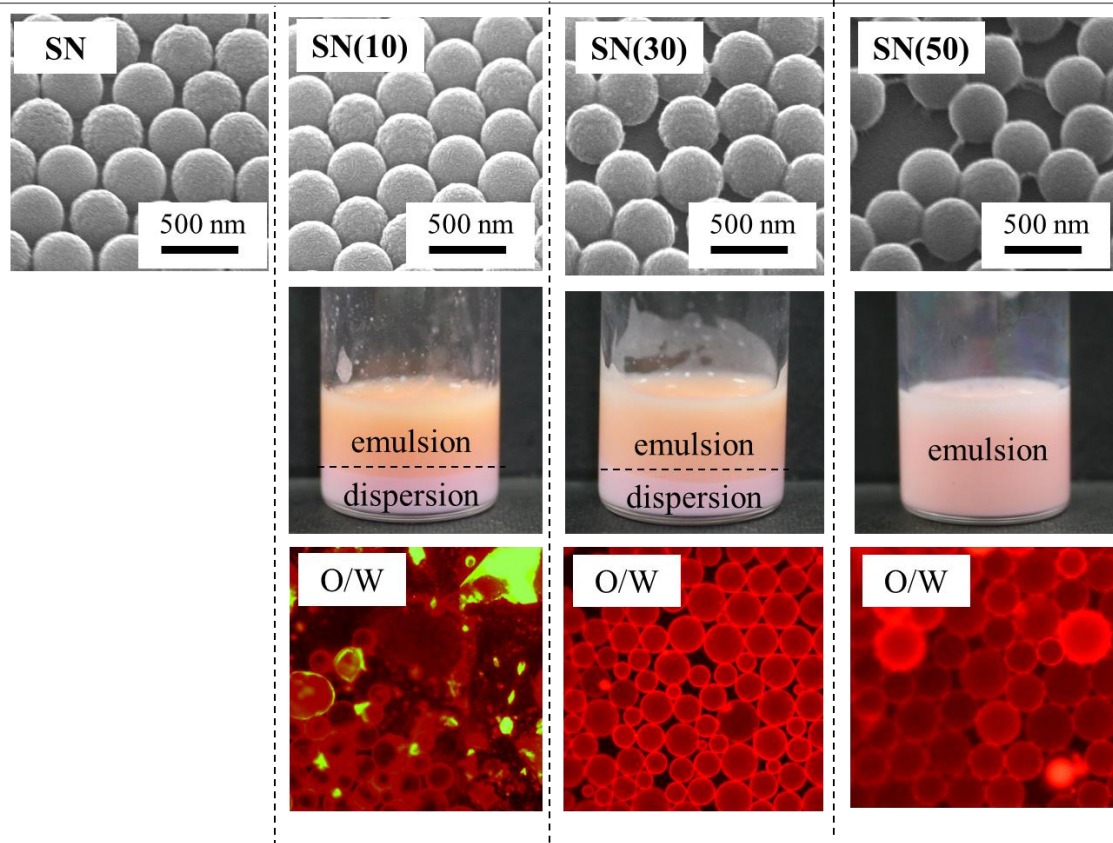 SN
SN(10)
SN(30)
SN(50)
500 nm
500 nm
500 nm
500 nm
emulsion
dispersion
emulsion
dispersion
emulsion
O/W
O/W
O/W